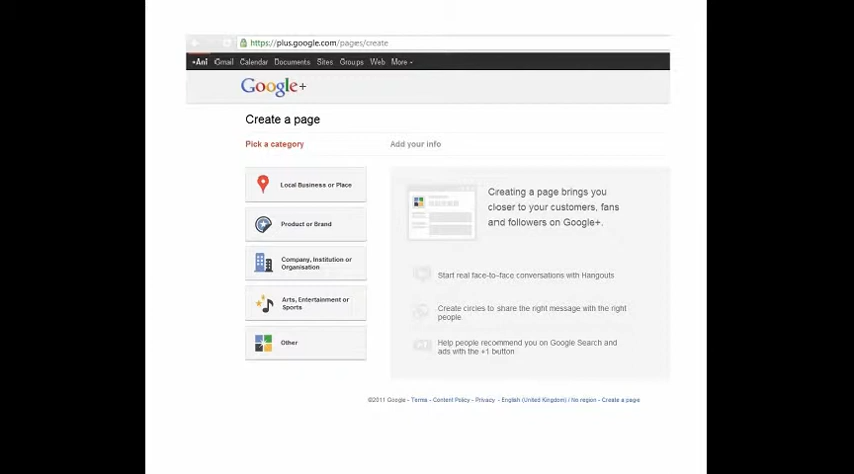 https://plus.google.com/pages/create
+Ani Gmail Calendar Documents Sites Groups Web More
Google+
Create a page
Pick a category
Add your info
Local Business or Place
Product or Brand
Company, Institution or
Organisation
Arts, Entertainment or
Sports
Other
Creating a page brings you
closer to your customers, fans
and followers on Google+.
Start real face-to-face conversations with Hangouts
Create circles to share the right message with the right
people
+1
Help people recommend you on Google Search and
ads with the +1 button
©2011 Google - Terms - Content Policy - Privacy - English (United Kingdom) / No region - Create a page